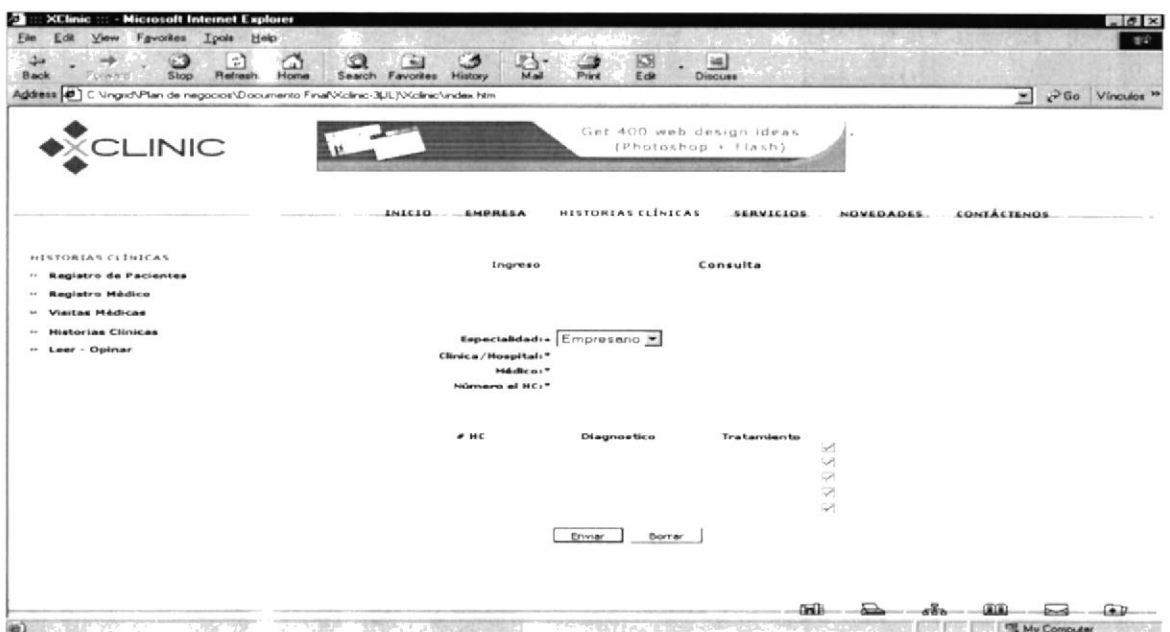 ::: XClinic ::: - Microsoft Internet Explorer
File Edit View Favorites Tools Help
Back Forward Stop Refresh Home Search Favorites History Mail Print Edit Discuss
Address C:\Ingrid\Plan de negocios\Documento Final\Xclinic-3(JL)\Xclinic\index.htm Go Vínculos »
XCLINIC
Get 400 web design ideas
(Photoshop + Flash)
INICIO EMPRESA HISTORIAS CLÍNICAS SERVICIOS NOVEDADES CONTÁCTENOS
HISTORIAS CLÍNICAS
Registro de Pacientes
Registro Médico
Visitas Médicas
Historias Clínicas
Leer - Opinar
Ingreso Consulta
Especialidad:* Empresario
Clínica/Hospital:*
Médico:*
Número el HC:*
# HC Diagnostico Tratamiento
Enviar Borrar
My Computer